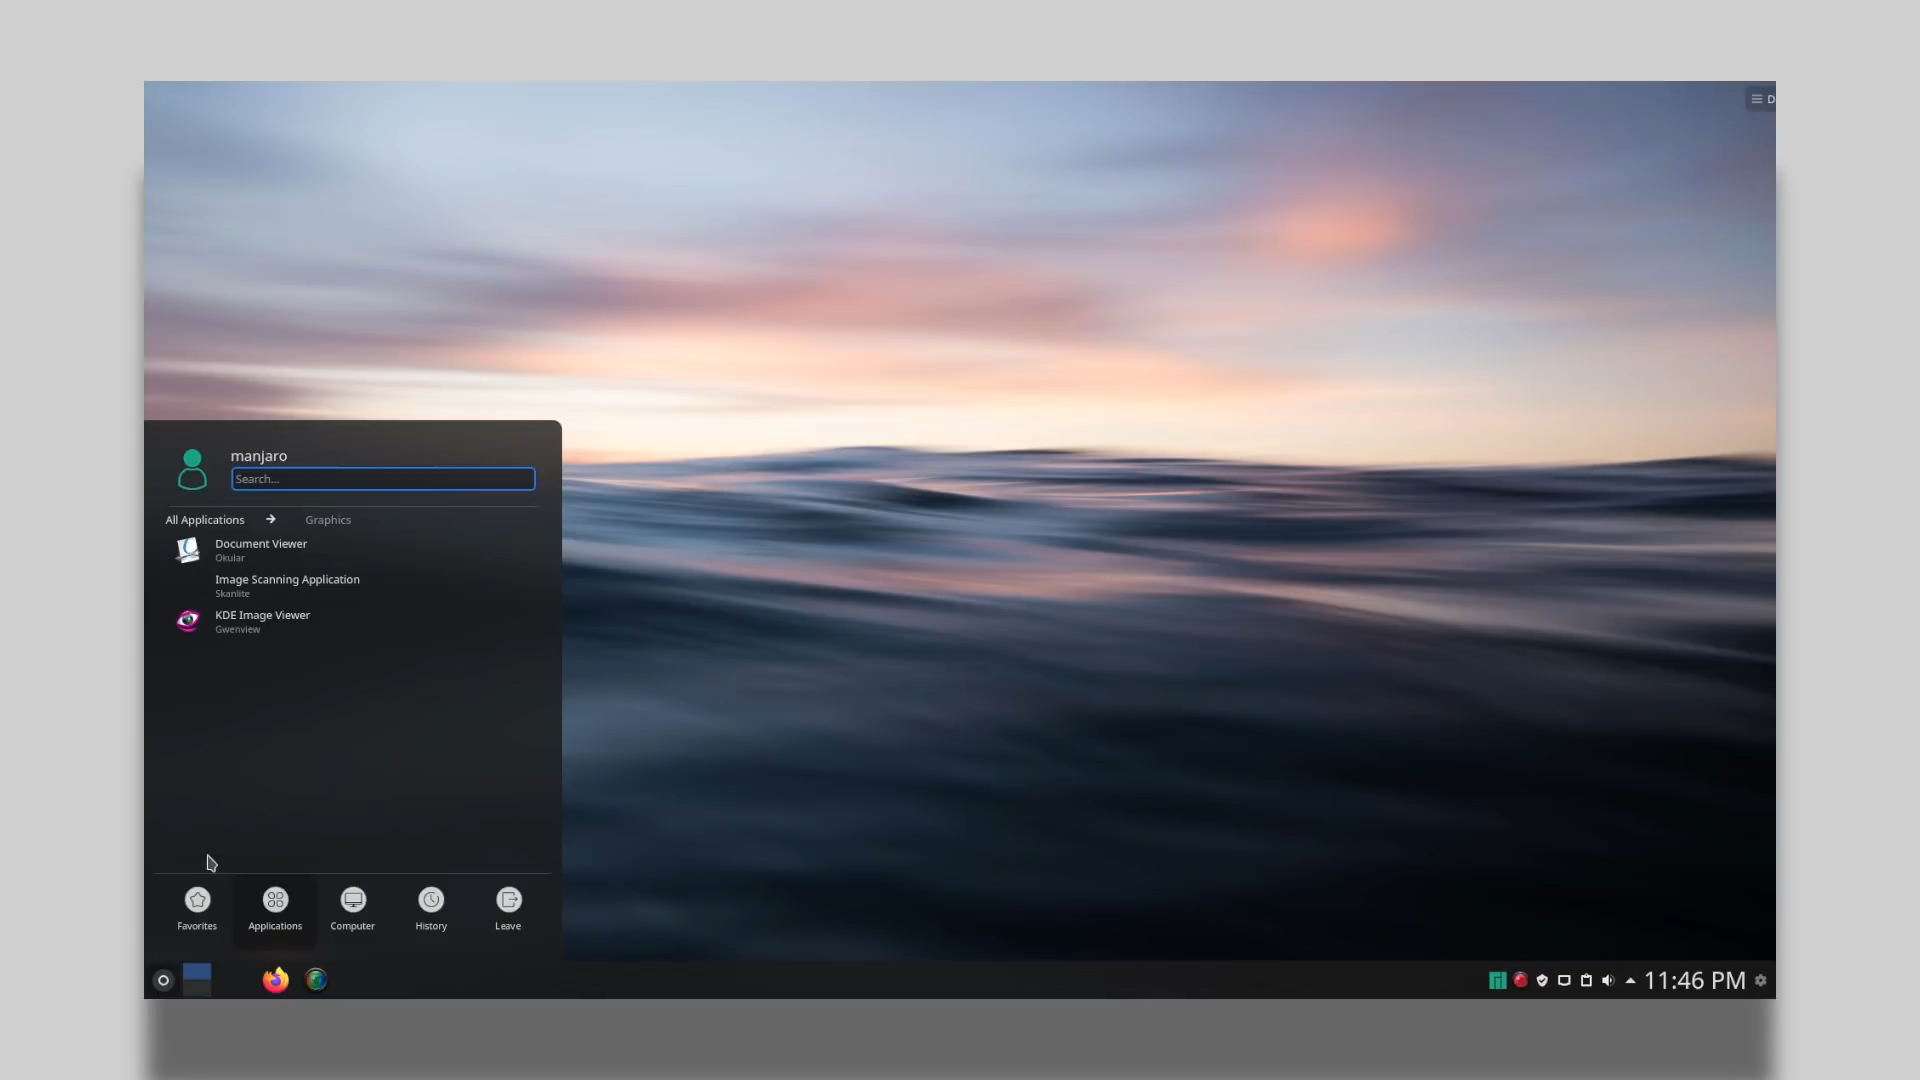 D
manjaro
Search...
All Applications
Graphics
Document Viewer
Okular
Image Scanning Application
Skanlite
KDE Image Viewer
Gwenview
Favorites
Applications
Computer
History
Leave
11:46 PM